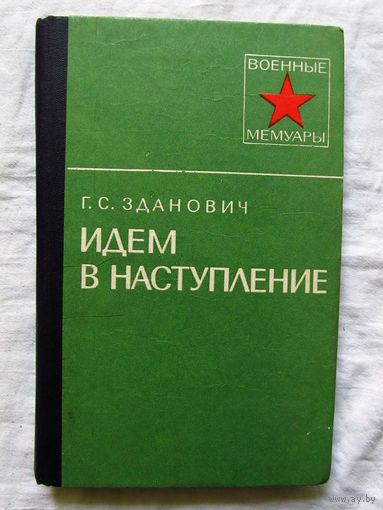 ВОЕННЫЕ
МЕМУАРЫ
Г. С. ЗДАНОВИЧ
ИДЕМ
В НАСТУПЛЕНИЕ
www.ay.by